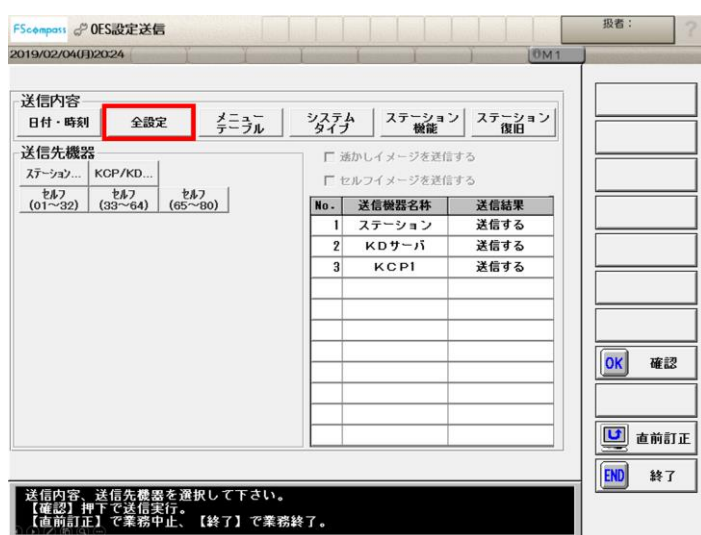 FScompass OES設定送信
扱者：
?
2019/02/04(月)20:24
0M1
送信内容
日付・時刻
全設定
メニュー
テーブル
システム
タイプ
ステーション
機能
ステーション
復旧
送信先機器
ステーション...
KCP/KD...
セルフ
(01～32)
セルフ
(33～64)
セルフ
(65～80)
透かしイメージを送信する
セルフイメージを送信する
No. 送信機器名称 送信結果
1 ステーション 送信する
2 KDサーバ 送信する
3 KCP1 送信する
OK 確認
直前訂正
END 終了
送信内容、送信先機器を選択して下さい。
【確認】押下で送信実行。
【直前訂正】で業務中止、【終了】で業務終了。